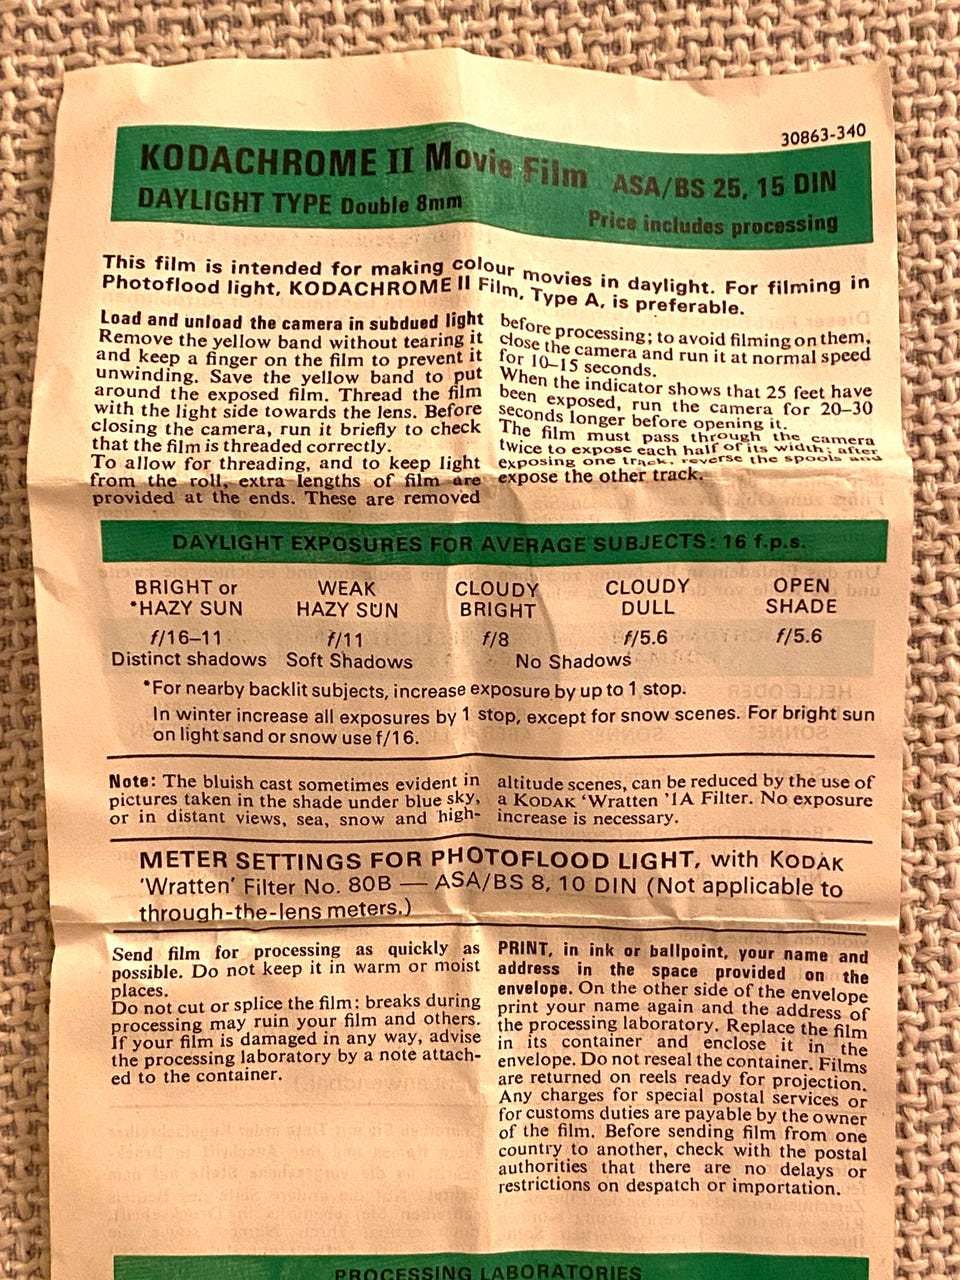 30863-340
KODACHROME II Movie Film ASA/BS 25, 15 DIN
DAYLIGHT TYPE Double 8mm Price includes processing
This film is intended for making colour movies in daylight. For filming in
Photoflood light, KODACHROME II Film, Type A, is preferable.
Load and unload the camera in subdued light
Remove the yellow band without tearing it
and keep a finger on the film to prevent it
unwinding. Save the yellow band to put
around the exposed film. Thread the film
with the light side towards the lens. Before
closing the camera, run it briefly to check
that the film is threaded correctly.
To allow for threading, and to keep light
from the roll, extra lengths of film are
provided at the ends. These are removed
before processing; to avoid filming on them,
close the camera and run it at normal speed
for 10–15 seconds.
When the indicator shows that 25 feet have
been exposed, run the camera for 20–30
seconds longer before opening it.
The film must pass through the camera
twice to expose each half of its width; after
exposing one track, reverse the spools and
expose the other track.
DAYLIGHT EXPOSURES FOR AVERAGE SUBJECTS: 16 f.p.s.
BRIGHT or WEAK CLOUDY CLOUDY OPEN
*HAZY SUN HAZY SUN BRIGHT DULL SHADE
f/16–11 f/11 f/8 f/5.6 f/5.6
Distinct shadows Soft Shadows No Shadows
*For nearby backlit subjects, increase exposure by up to 1 stop.
In winter increase all exposures by 1 stop, except for snow scenes. For bright sun
on light sand or snow use f/16.
Note: The bluish cast sometimes evident in
pictures taken in the shade under blue sky,
or in distant views, sea, snow and high-
altitude scenes, can be reduced by the use of
a KODAK 'Wratten '1A Filter. No exposure
increase is necessary.
METER SETTINGS FOR PHOTOFLOOD LIGHT, with KODAK
'Wratten' Filter No. 80B — ASA/BS 8, 10 DIN (Not applicable to
through-the-lens meters.)
Send film for processing as quickly as
possible. Do not keep it in warm or moist
places.
Do not cut or splice the film: breaks during
processing may ruin your film and others.
If your film is damaged in any way, advise
the processing laboratory by a note attach-
ed to the container.
PRINT, in ink or ballpoint, your name and
address in the space provided on the
envelope. On the other side of the envelope
print your name again and the address of
the processing laboratory. Replace the film
in its container and enclose it in the
envelope. Do not reseal the container. Films
are returned on reels ready for projection.
Any charges for special postal services or
for customs duties are payable by the owner
of the film. Before sending film from one
country to another, check with the postal
authorities that there are no delays or
restrictions on despatch or importation.
PROCESSING LABORATORIES